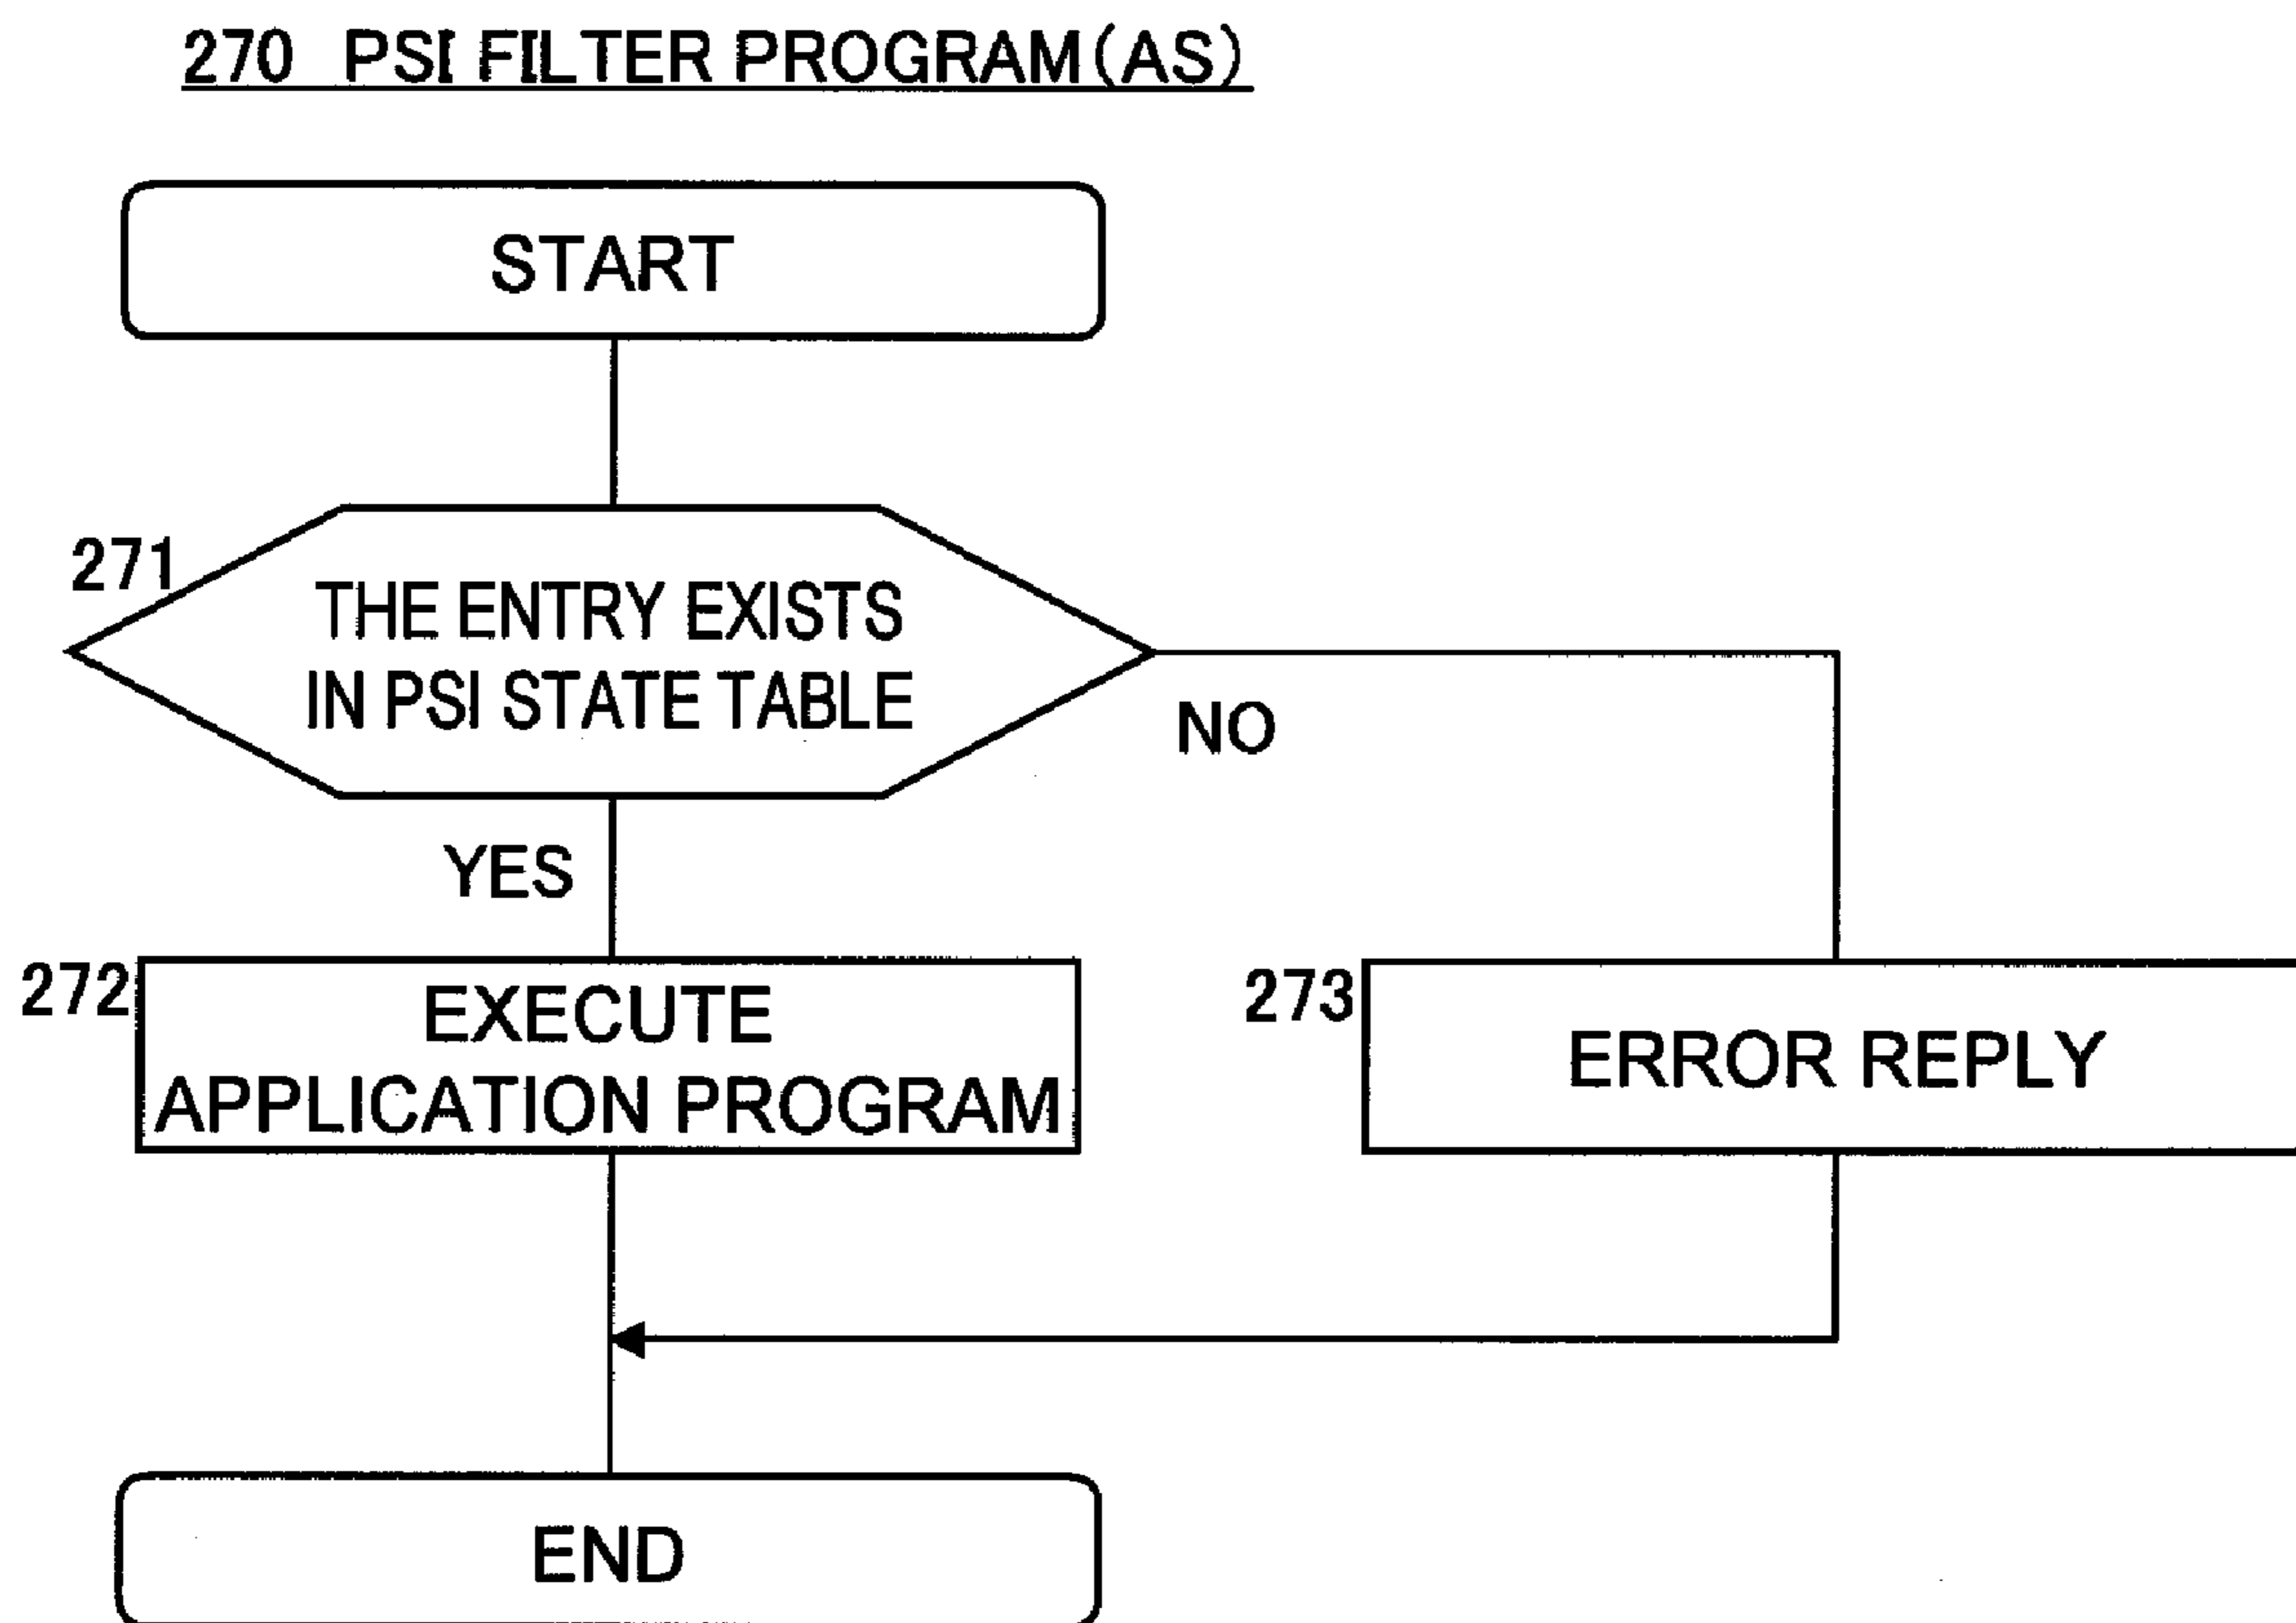 270 PSI FILTER PROGRAM(AS)
START
271
THE ENTRY EXISTS
IN PSI STATE TABLE
NO
YES
272
EXECUTE
APPLICATION PROGRAM
273
ERROR REPLY
END